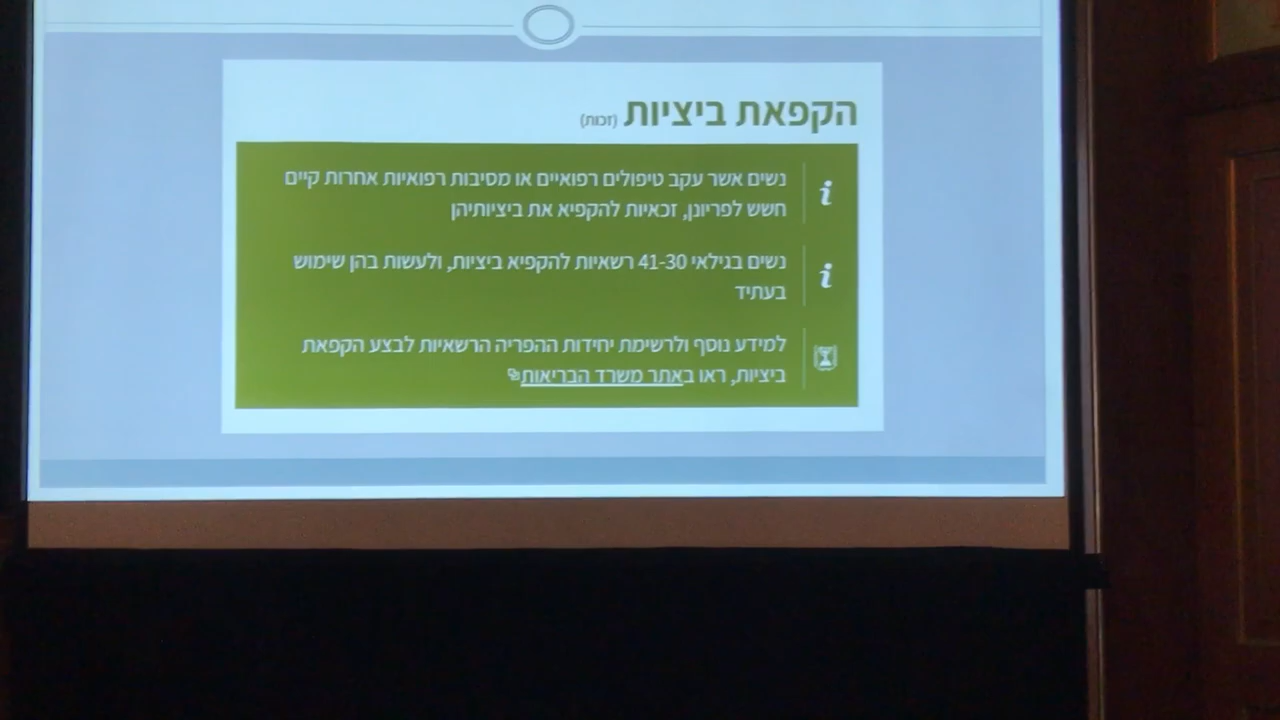 הקפאת ביציות (זכות)
נשים אשר עקב טיפולים רפואיים או מסיבות רפואיות אחרות קיים
חשש לפריונן, זכאיות להקפיא את ביציותיהן
נשים בגילאי 41-30 רשאיות להקפיא ביציות, ולעשות בהן שימוש
בעתיד
למידע נוסף ולרשימת יחידות ההפריה הרשאיות לבצע הקפאת
ביציות, ראו באתר משרד הבריאות